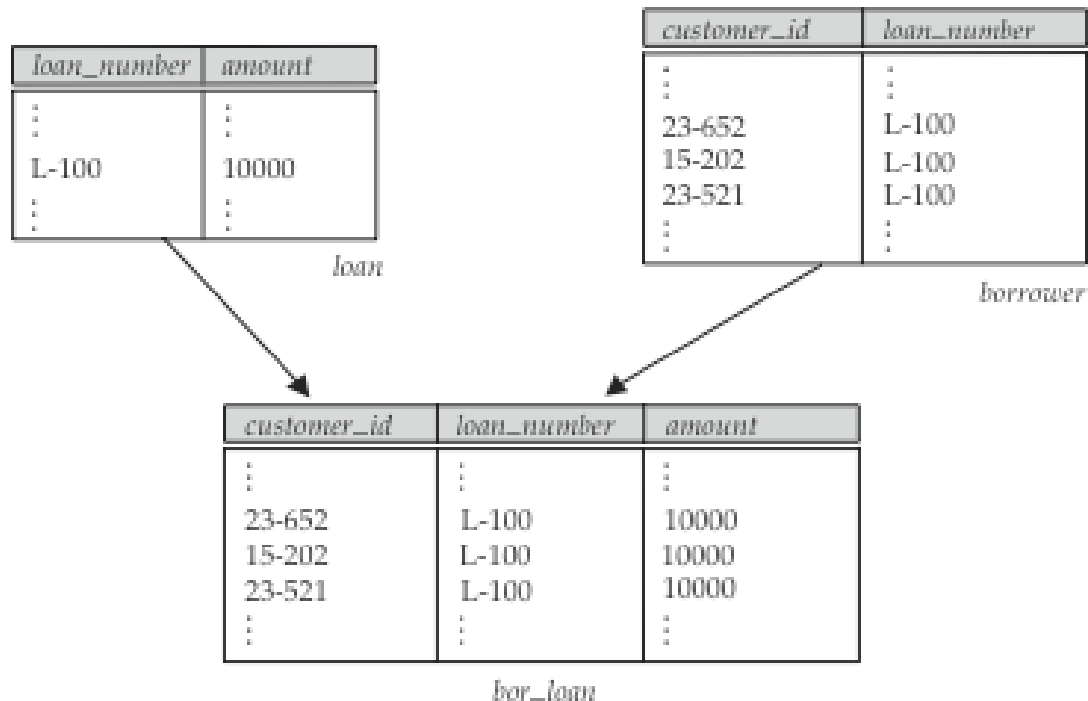 loan_number amount
⋮ ⋮
L-100 10000
⋮ ⋮
loan
customer_id loan_number
⋮ ⋮
23-652 L-100
15-202 L-100
23-521 L-100
⋮ ⋮
borrower
customer_id loan_number amount
⋮ ⋮ ⋮
23-652 L-100 10000
15-202 L-100 10000
23-521 L-100 10000
⋮ ⋮ ⋮
bor_loan